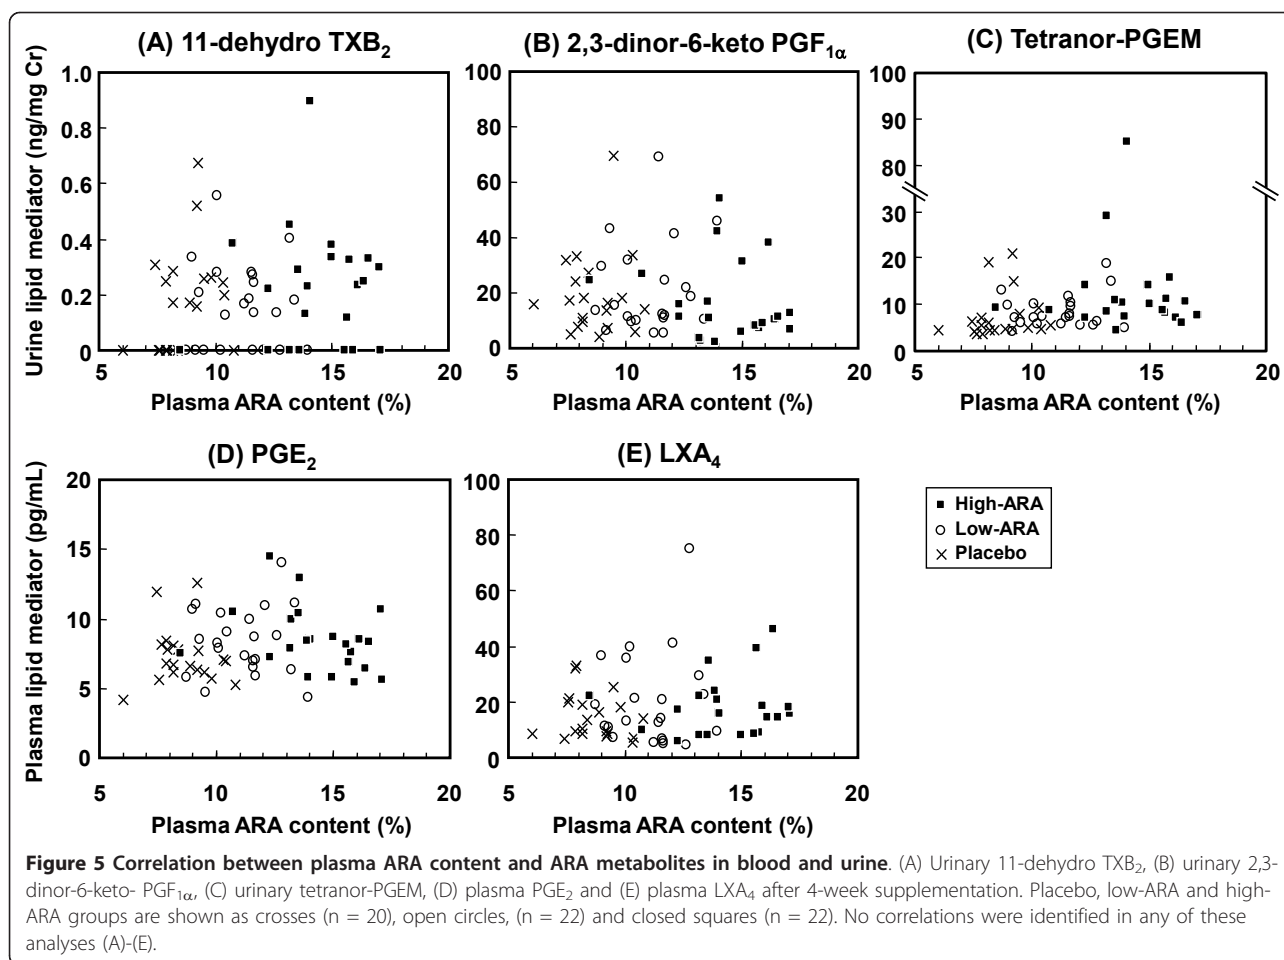 (A) 11-dehydro TXB₂
(B) 2,3-dinor-6-keto PGF₁α
(C) Tetranor-PGEM
Urine lipid mediator (ng/mg Cr)
1.0
0.8
0.6
0.4
0.2
0
5 10 15 20
Plasma ARA content (%)
100
80
60
40
20
0
5 10 15 20
Plasma ARA content (%)
100
90
80
30
20
10
0
5 10 15 20
Plasma ARA content (%)
(D) PGE₂
(E) LXA₄
Plasma lipid mediator (pg/mL)
20
15
10
5
0
5 10 15 20
Plasma ARA content (%)
100
80
60
40
20
0
5 10 15 20
Plasma ARA content (%)
High-ARA
Low-ARA
Placebo
Figure 5 Correlation between plasma ARA content and ARA metabolites in blood and urine. (A) Urinary 11-dehydro TXB₂, (B) urinary 2,3-
dinor-6-keto- PGF₁α, (C) urinary tetranor-PGEM, (D) plasma PGE₂ and (E) plasma LXA₄ after 4-week supplementation. Placebo, low-ARA and high-
ARA groups are shown as crosses (n = 20), open circles, (n = 22) and closed squares (n = 22). No correlations were identified in any of these
analyses (A)-(E).